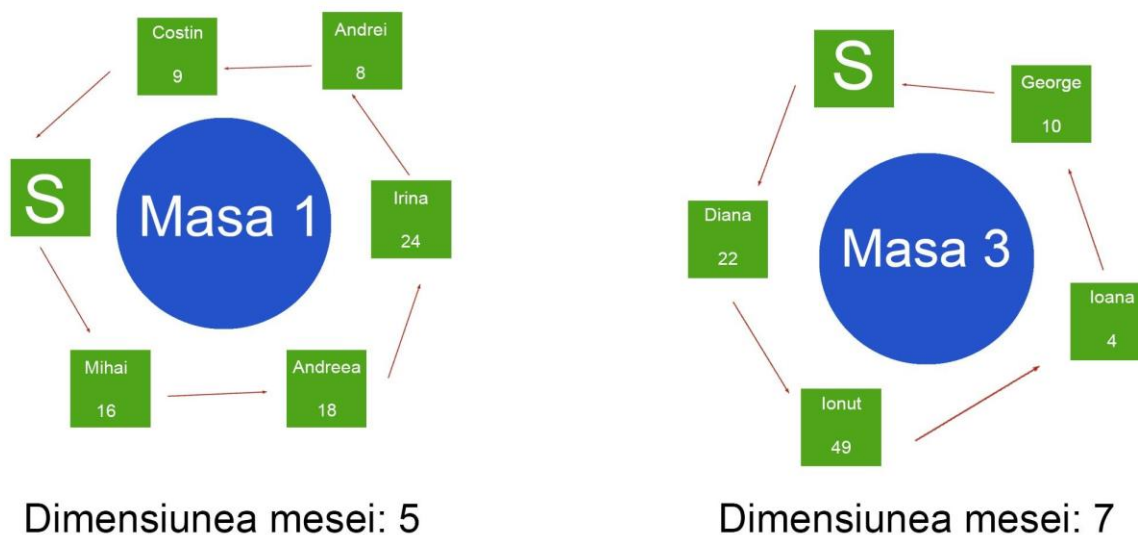 Costin
9
Andrei
8
S
Masa 1
Irina
24
Mihai
16
Andreea
18
Dimensiunea mesei: 5
S
George
10
Diana
22
Masa 3
Ioana
4
Ionut
49
Dimensiunea mesei: 7